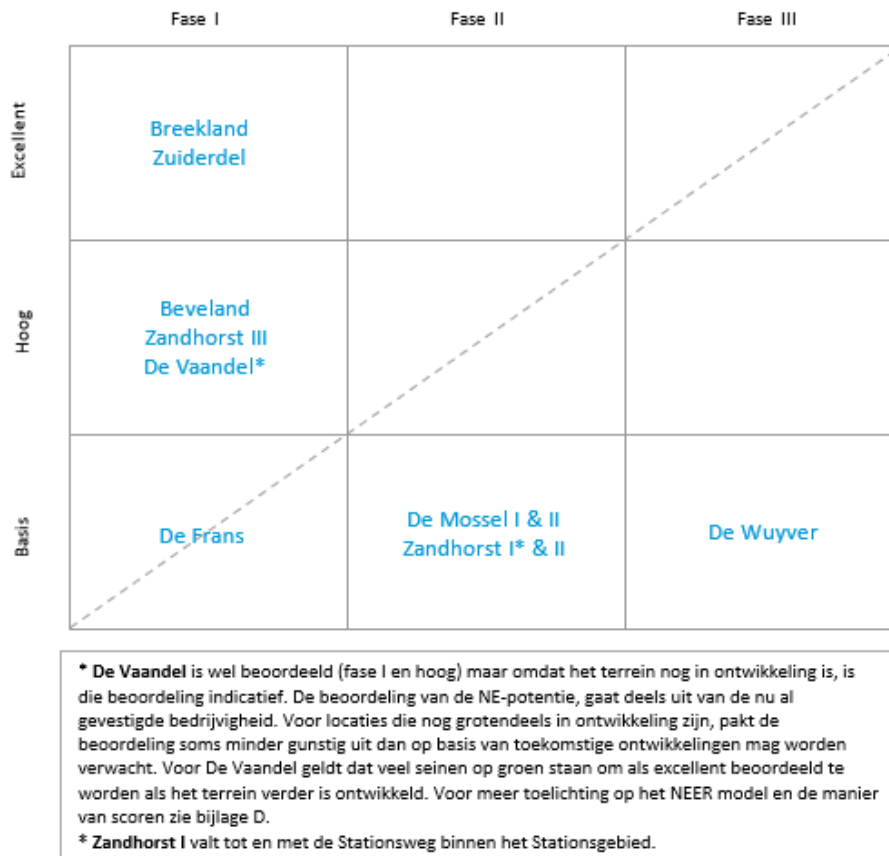 Fase I
Fase II
Fase III
Excellent
Breekland
Zuiderdel
Hoog
Beveland
Zandhorst III
De Vaandel*
Basis
De Frans
De Mossel I & II
Zandhorst I* & II
De Wuyver
* De Vaandel is wel beoordeeld (fase I en hoog) maar omdat het terrein nog in ontwikkeling is, is
die beoordeling indicatief. De beoordeling van de NE-potentie, gaat deels uit van de nu al
gevestigde bedrijvigheid. Voor locaties die nog grotendeels in ontwikkeling zijn, pakt de
beoordeling soms minder gunstig uit dan op basis van toekomstige ontwikkelingen mag worden
verwacht. Voor De Vaandel geldt dat veel seinen op groen staan om als excellent beoordeeld te
worden als het terrein verder is ontwikkeld. Voor meer toelichting op het NEER model en de manier
van scoren zie bijlage D.
* Zandhorst I valt tot en met de Stationsweg binnen het Stationsgebied.